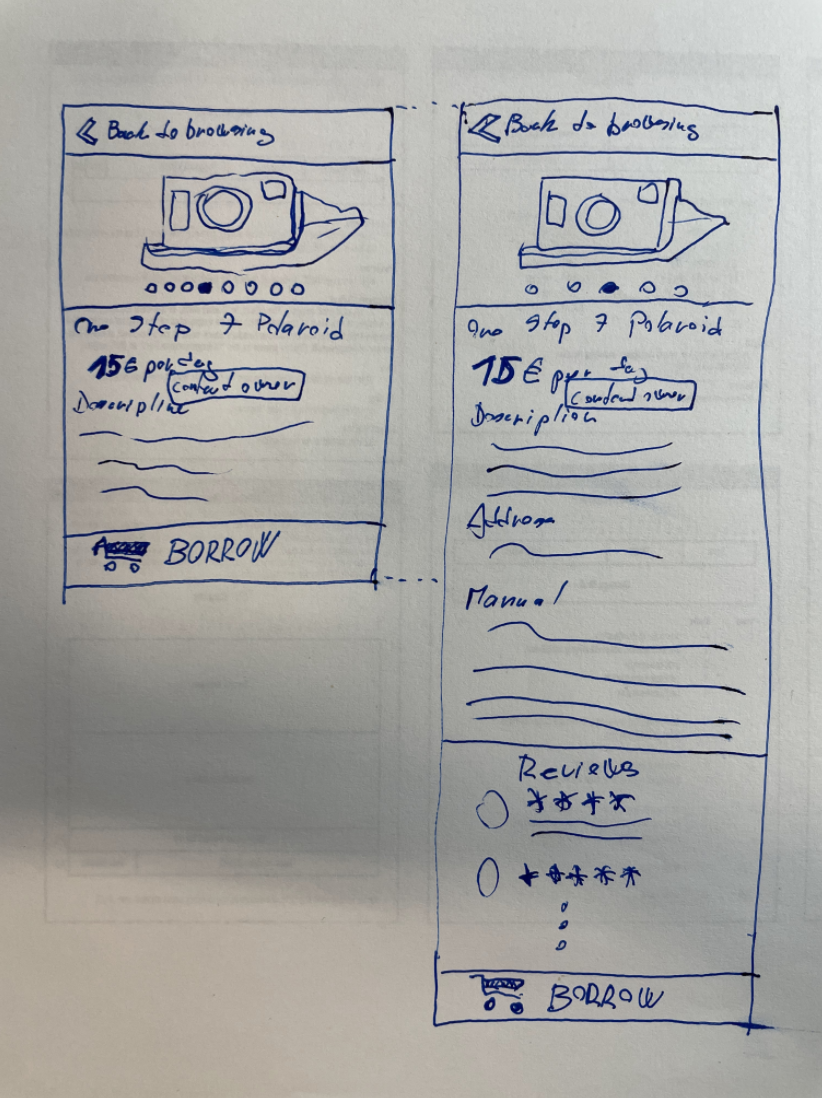 Back to browsing
One Step 7 Polaroid
15€ per day
Contact owner
Description
BORROW
Back to browsing
One Step 7 Polaroid
15€ per day
Contact owner
Description
Address
Manual
Reviews
BORROW